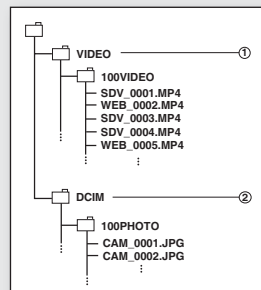 VIDEO ①
100VIDEO
SDV_0001.MP4
WEB_0002.MP4
SDV_0003.MP4
SDV_0004.MP4
WEB_0005.MP4
DCIM ②
100PHOTO
CAM_0001.JPG
CAM_0002.JPG